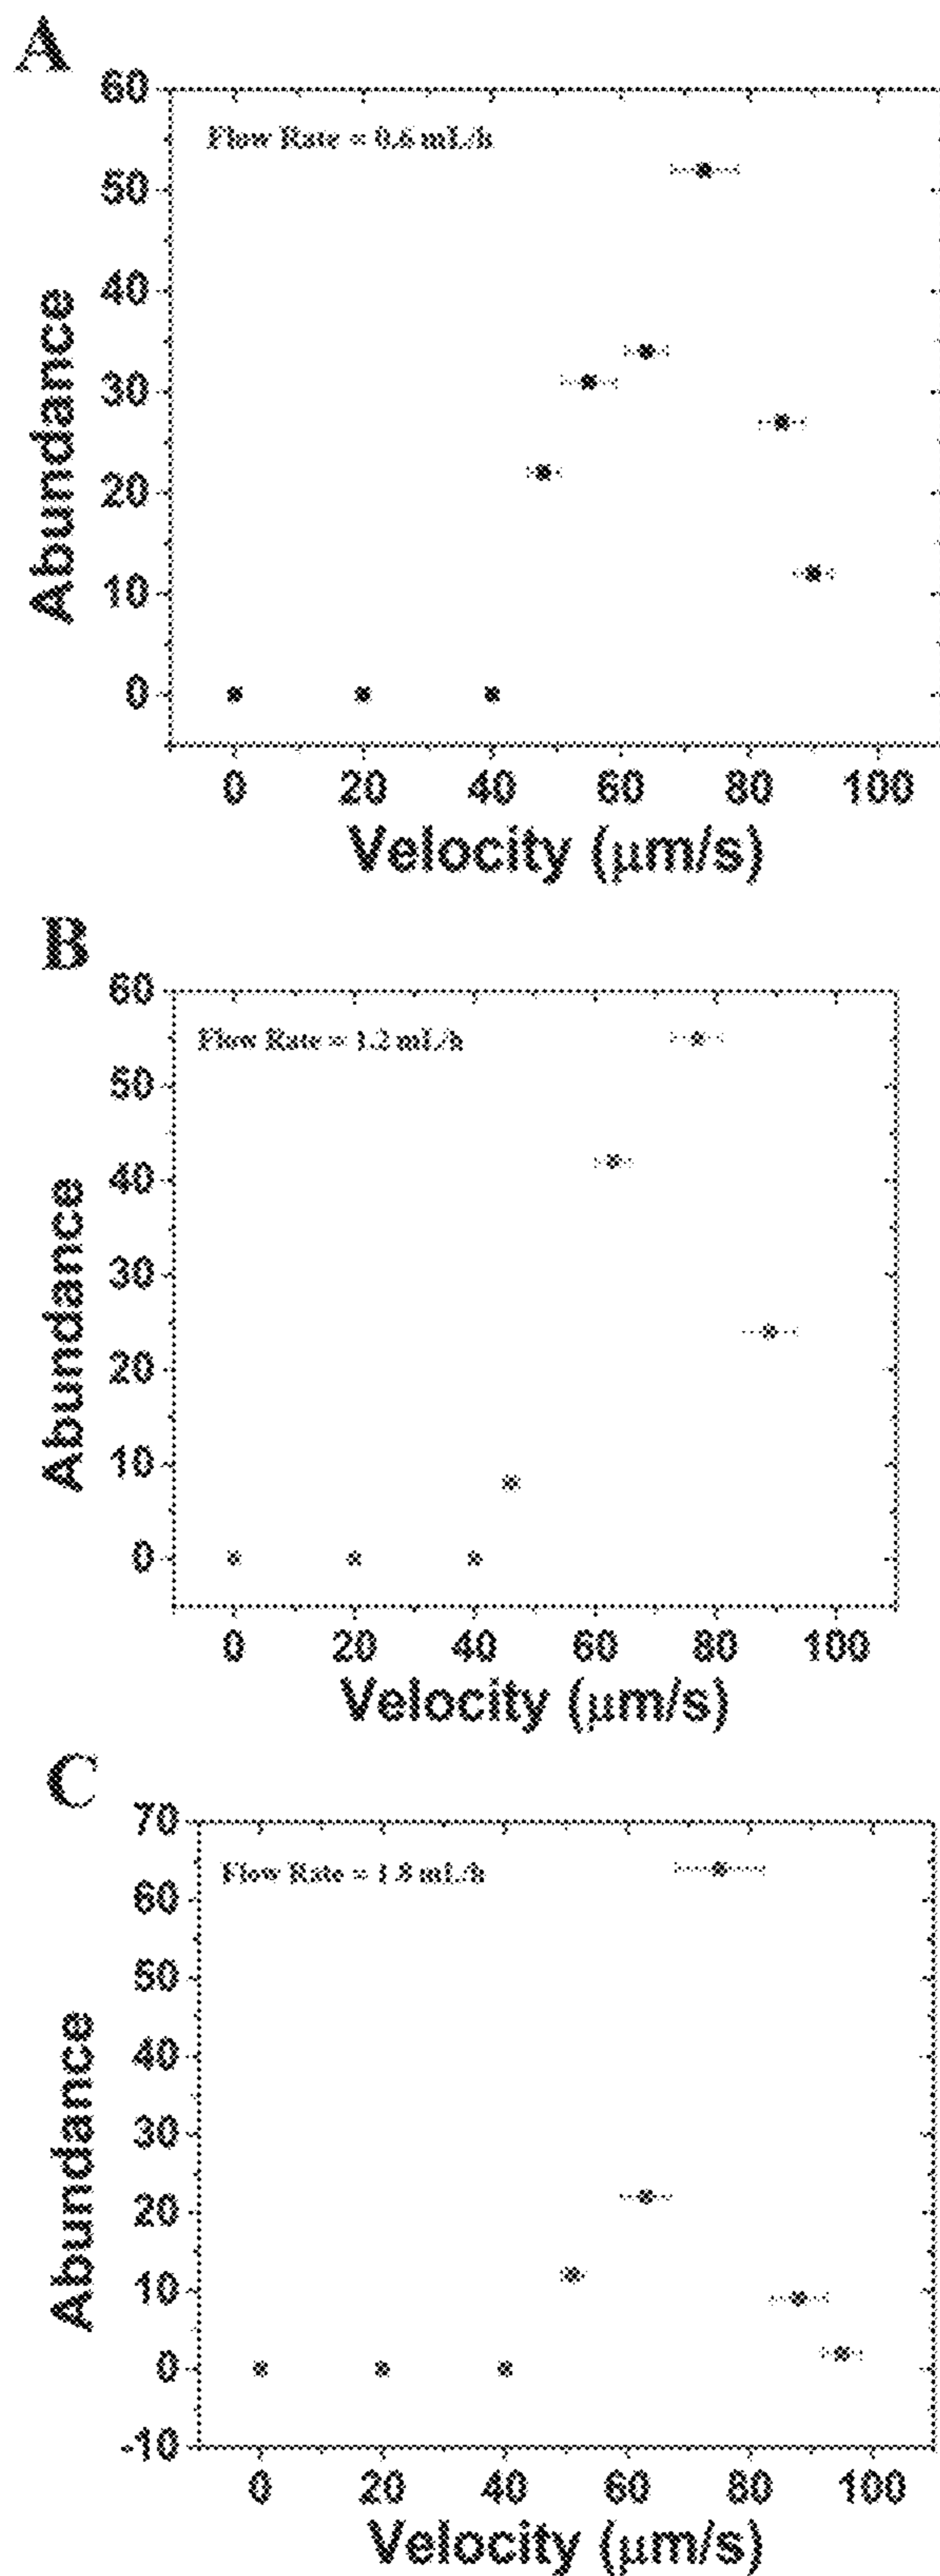 A
60
Flow Rate = 0.6 mL/h
50
40
30
20
10
0
Abundance
0 20 40 60 80 100
Velocity (μm/s)
B
60
Flow Rate = 1.2 mL/h
50
40
30
20
10
0
Abundance
0 20 40 60 80 100
Velocity (μm/s)
C
70
Flow Rate = 1.8 mL/h
60
50
40
30
20
10
0
-10
Abundance
0 20 40 60 80 100
Velocity (μm/s)